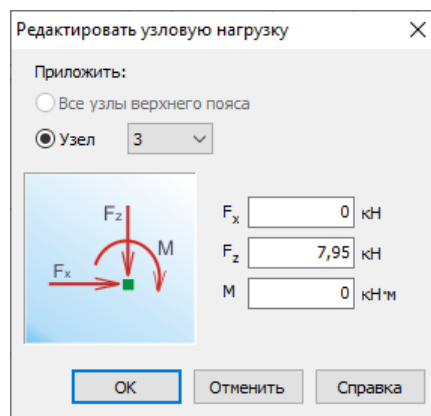 Редактировать узловую нагрузку
Приложить:
Все узлы верхнего пояса
Узел 3
Fz
M
Fx
Fx 0 кН
Fz 7,95 кН
M 0 кН·м
ОК Отменить Справка